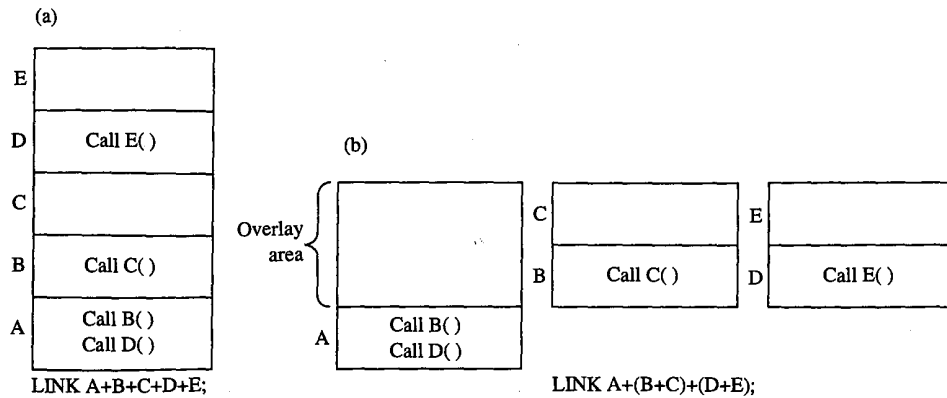 (a)
E
D
Call E( )
C
B
Call C( )
A
Call B( )
Call D( )
LINK A+B+C+D+E;
(b)
Overlay
area
A
Call B( )
Call D( )
C
B
Call C( )
E
D
Call E( )
LINK A+(B+C)+(D+E);